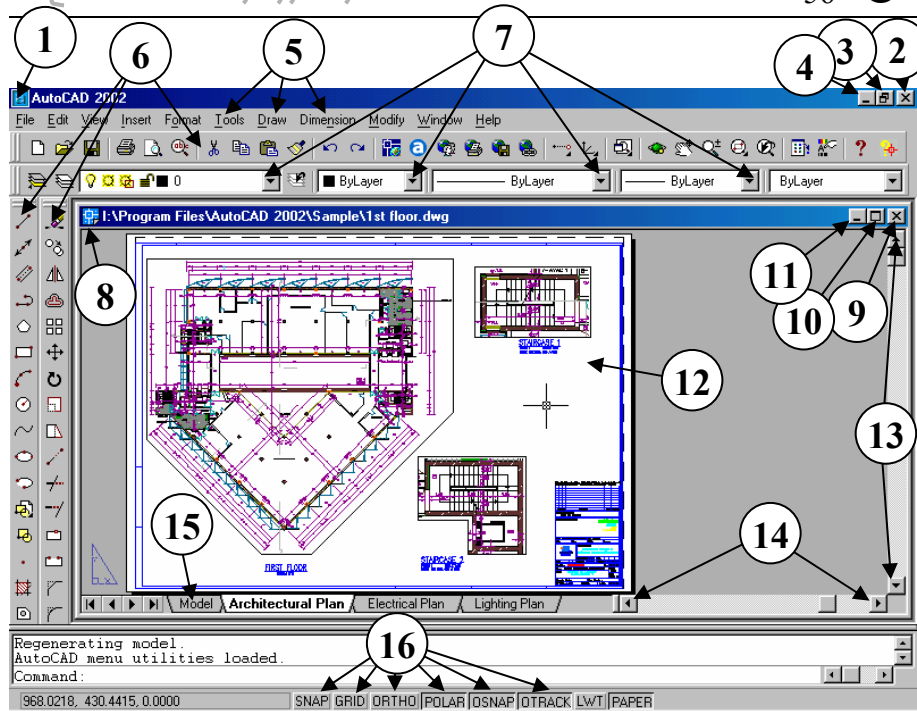 1
6
5
7
4
3
2
AutoCAD 2002
File Edit View Insert Format Tools Draw Dimension Modify Window Help
0
ByLayer
ByLayer
ByLayer
ByLayer
I:\Program Files\AutoCAD 2002\Sample\1st floor.dwg
8
11
10
9
STAIRCASE 1
12
13
15
FIRST FLOOR
14
Model Architectural Plan Electrical Plan Lighting Plan
Regenerating model.
AutoCAD menu utilities loaded.
Command:
16
968.0218, 430.4415, 0.0000 SNAP GRID ORTHO POLAR OSNAP OTRACK LWT PAPER